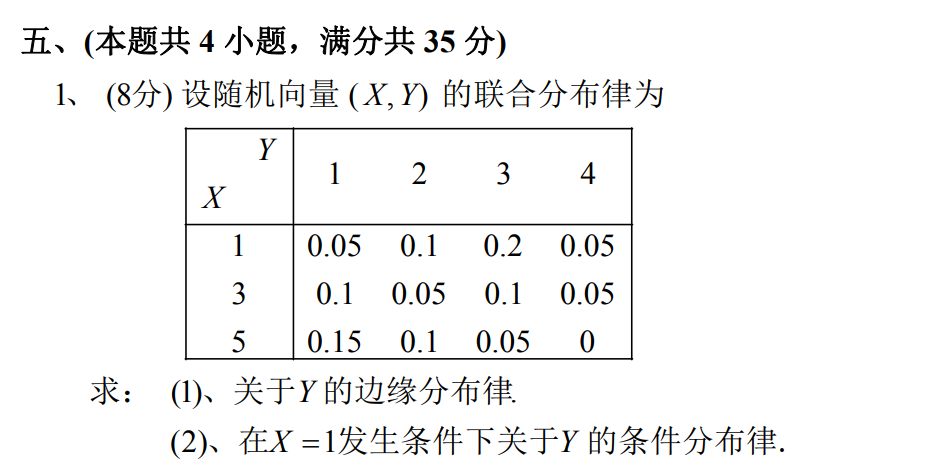 五、(本题共 4 小题，满分共 35 分)
1、 (8分) 设随机向量 (X, Y) 的联合分布律为
Y
X
1 2 3 4
1 0.05 0.1 0.2 0.05
3 0.1 0.05 0.1 0.05
5 0.15 0.1 0.05 0
求： (1)、关于Y 的边缘分布律.
(2)、在X =1发生条件下关于Y 的条件分布律.